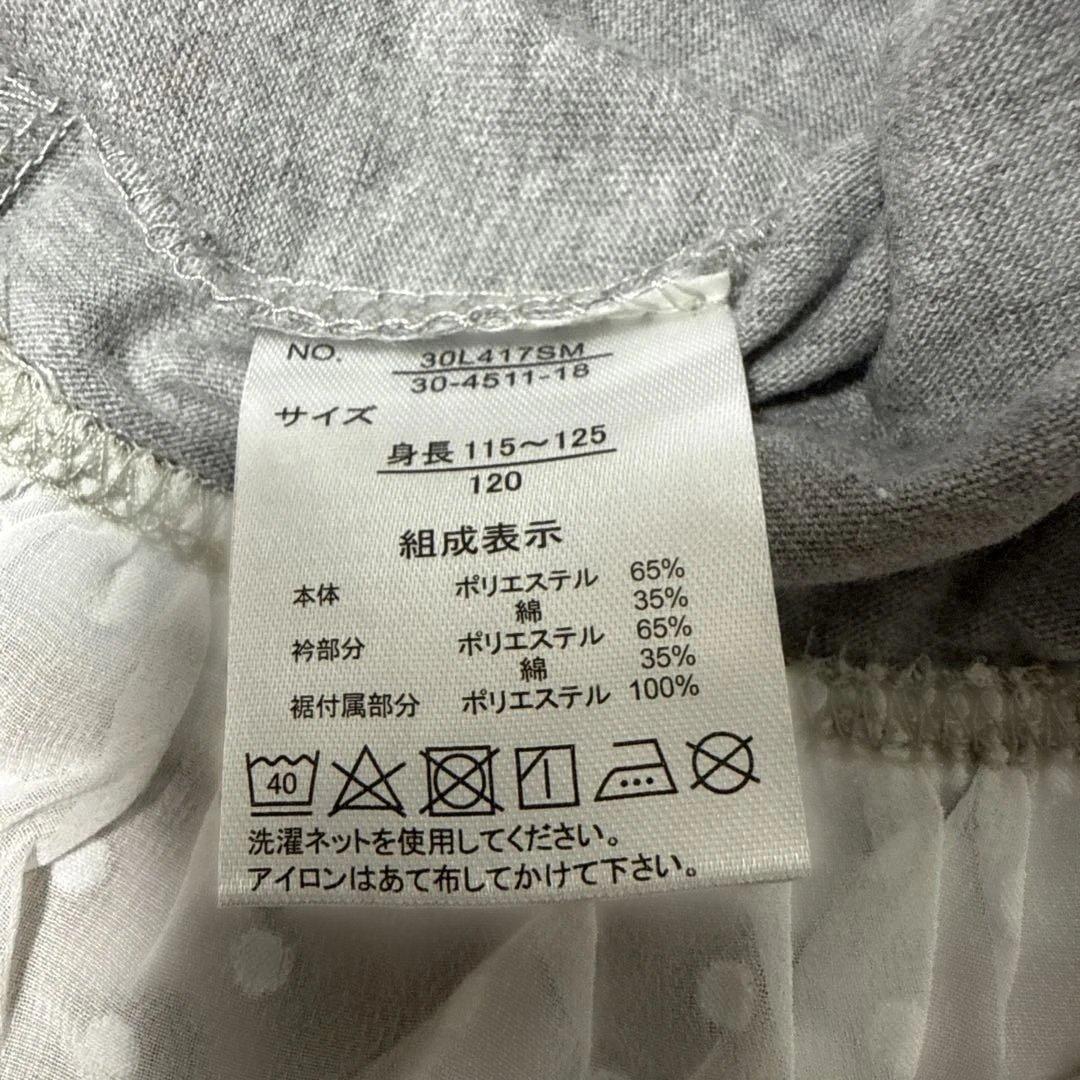 NO. 30L417SM
30-4511-18
サイズ
身長 115～125
120
組成表示
本体 ポリエステル 65%
綿 35%
衿部分 ポリエステル 65%
綿 35%
裾付属部分 ポリエステル 100%
40
洗濯ネットを使用してください。
アイロンはあて布してかけて下さい。